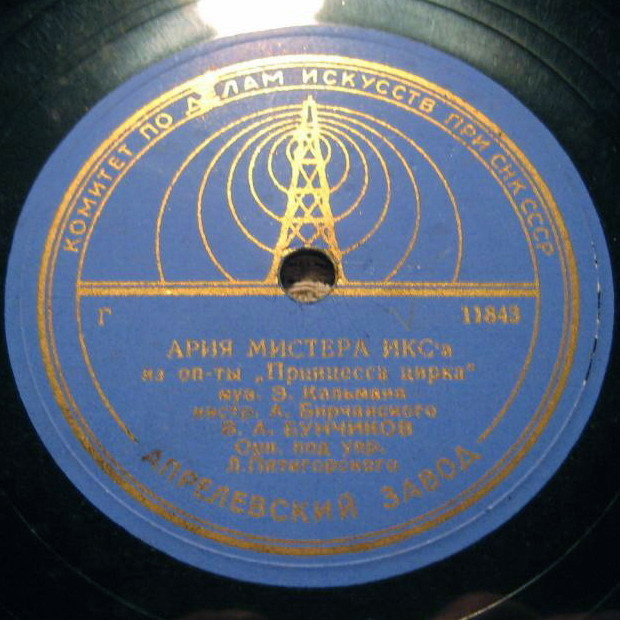 КОМИТЕТ ПО ДЕЛАМ ИСКУССТВ ПРИ СНК СССР
Г 11843
АРИЯ МИСТЕРА ИКС'а
из оп-ты „Принцесса цирка"
муз. Э. Кальмана
инстр. А. Бирчанского
В. А. БУНЧИКОВ
Орк. под упр.
Л. Пятигорского
АПРЕЛЕВСКИЙ ЗАВОД